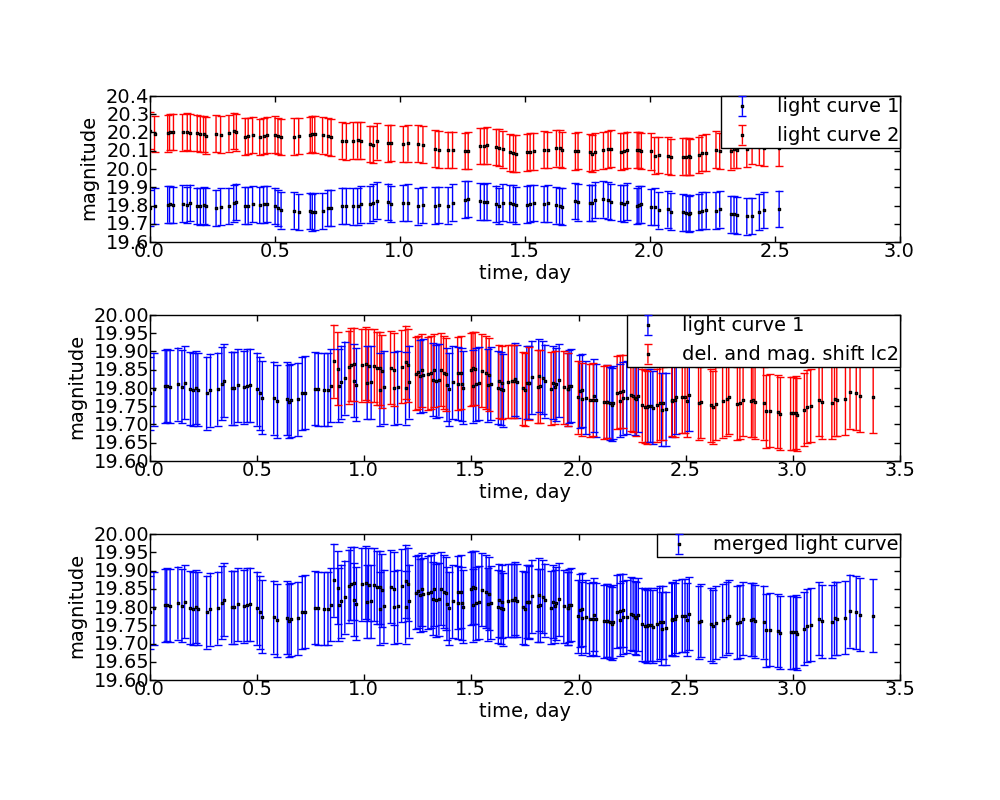 20.4
20.3
20.2
20.1
20.0
19.9
19.8
19.7
19.6
magnitude
light curve 1
light curve 2
0.0 0.5 1.0 1.5 2.0 2.5 3.0
time, day
20.00
19.95
19.90
19.85
19.80
19.75
19.70
19.65
19.60
magnitude
light curve 1
del. and mag. shift lc2
0.0 0.5 1.0 1.5 2.0 2.5 3.0 3.5
time, day
20.00
19.95
19.90
19.85
19.80
19.75
19.70
19.65
19.60
magnitude
merged light curve
0.0 0.5 1.0 1.5 2.0 2.5 3.0 3.5
time, day